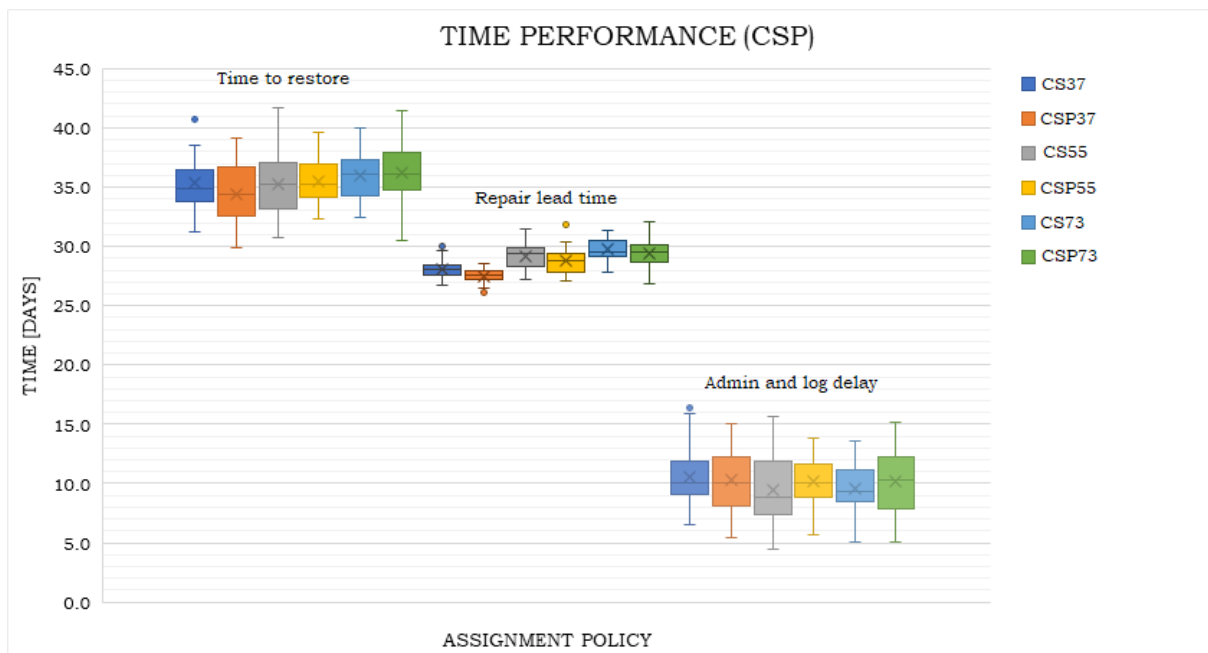 TIME PERFORMANCE (CSP)
45.0
40.0
35.0
30.0
25.0
20.0
15.0
10.0
5.0
0.0
TIME [DAYS]
Time to restore
Repair lead time
Admin and log delay
ASSIGNMENT POLICY
CS37
CSP37
CS55
CSP55
CS73
CSP73